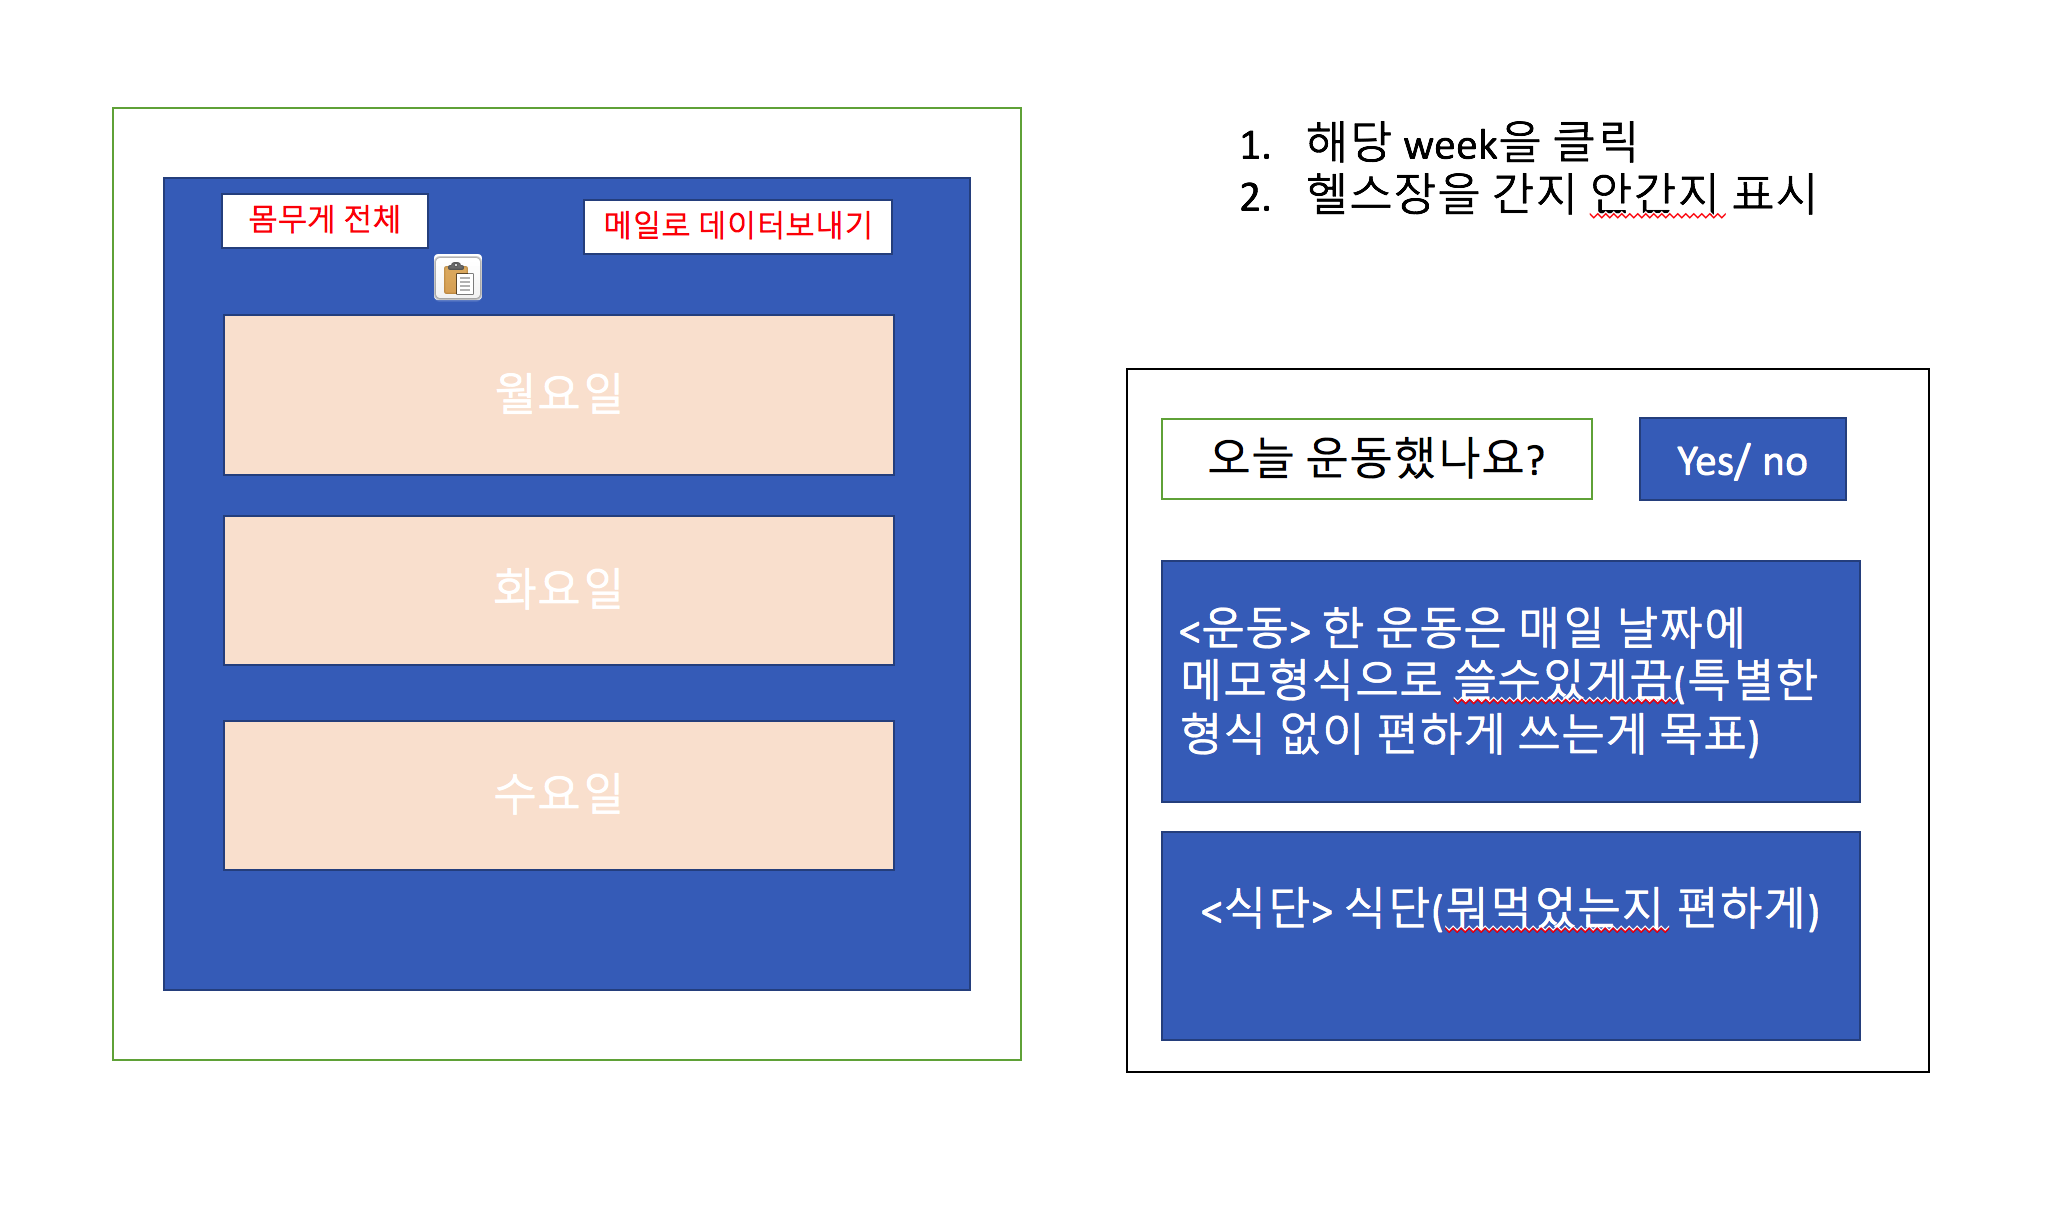 몸무게 전체
메일로 데이터보내기
월요일
화요일
수요일
1. 해당 week을 클릭
2. 헬스장을 간지 안간지 표시
오늘 운동했나요?
Yes/ no
<운동> 한 운동은 매일 날짜에
메모형식으로 쓸수있게끔(특별한
형식 없이 편하게 쓰는게 목표)
<식단> 식단(뭐먹었는지 편하게)